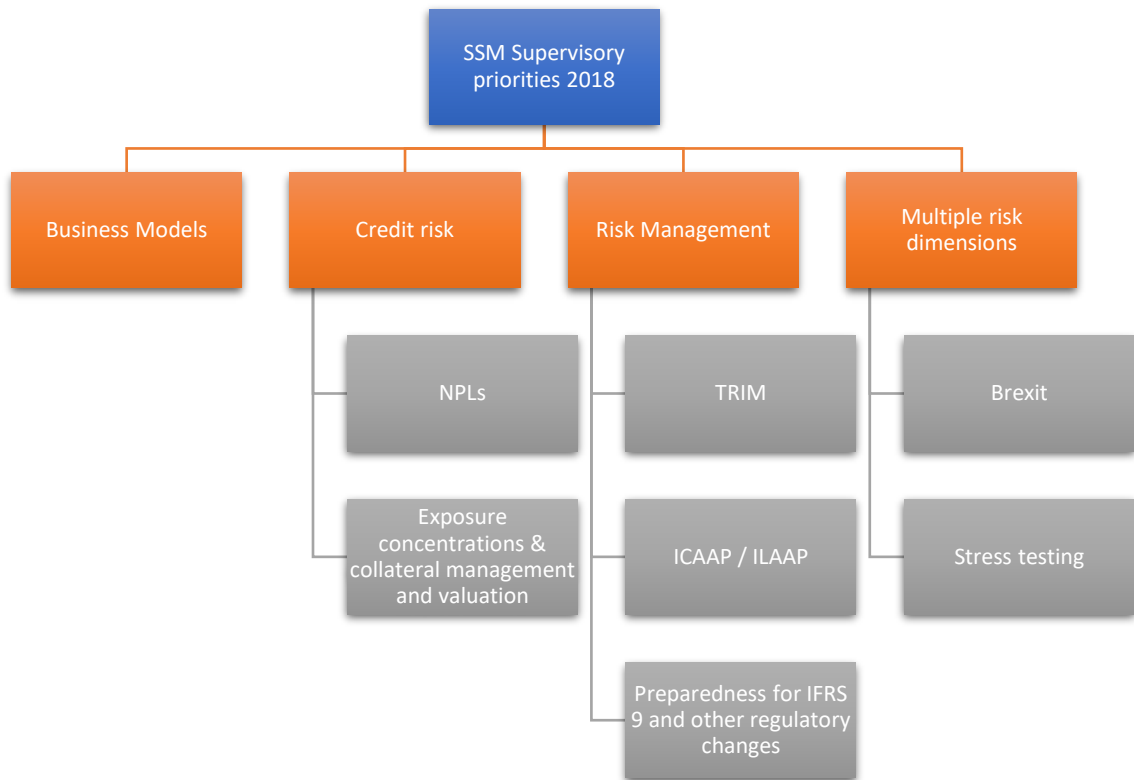 SSM Supervisory
priorities 2018
Business Models
Credit risk
Risk Management
Multiple risk
dimensions
NPLs
TRIM
Brexit
Exposure
concentrations &
collateral management
and valuation
ICAAP / ILAAP
Stress testing
Preparedness for IFRS
9 and other regulatory
changes